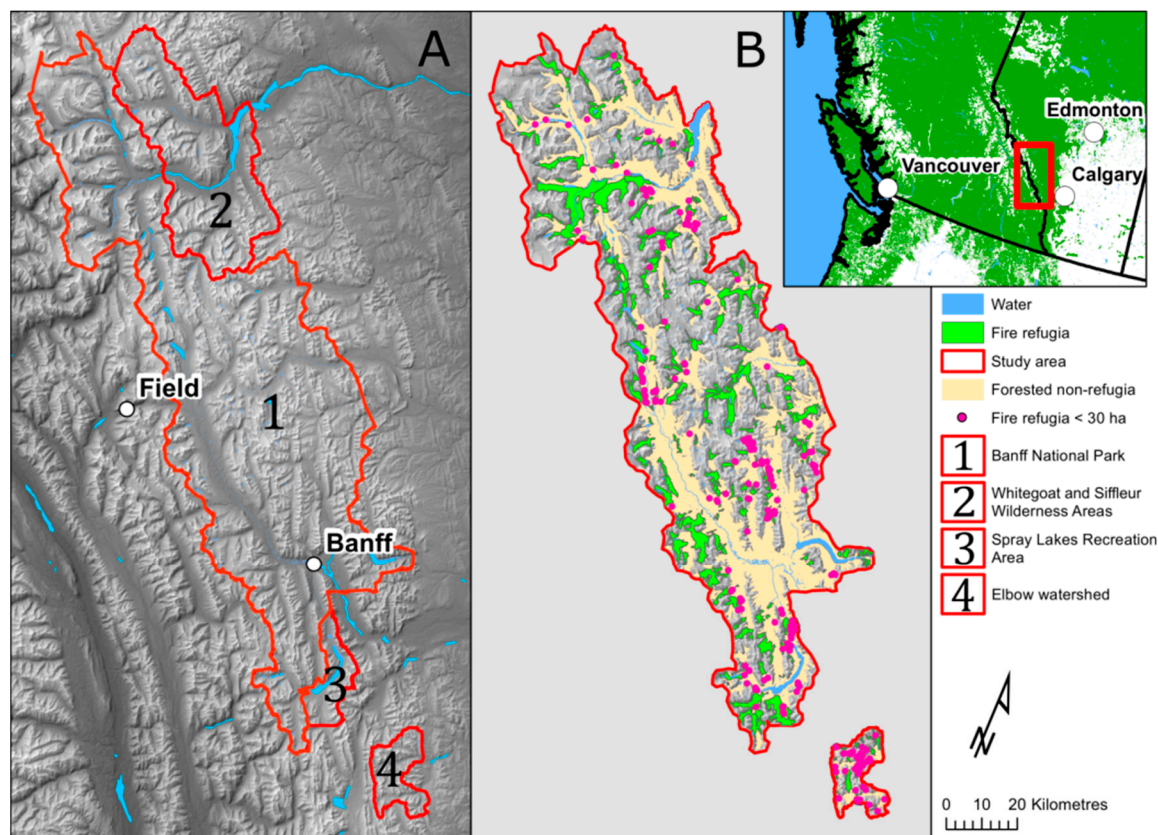 A
2
Field
1
Banff
3
4
B
Edmonton
Vancouver
Calgary
Water
Fire refugia
Study area
Forested non-refugia
Fire refugia < 30 ha
1 Banff National Park
2 Whitegoat and Siffleur
Wilderness Areas
3 Spray Lakes Recreation
Area
4 Elbow watershed
N
0 10 20 Kilometres